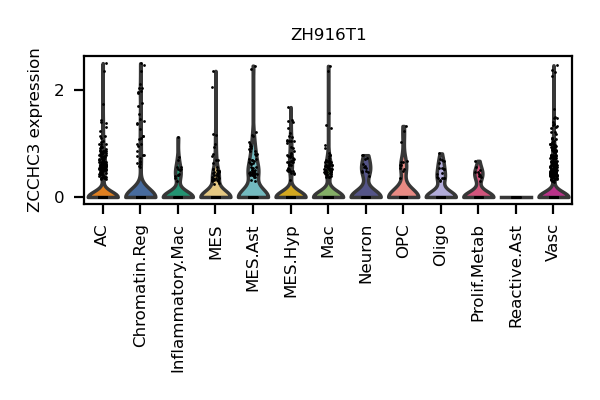 ZH916T1
ZCCHC3 expression
2
0
AC
Chromatin.Reg
Inflammatory.Mac
MES
MES.Ast
MES.Hyp
Mac
Neuron
OPC
Oligo
Prolif.Metab
Reactive.Ast
Vasc